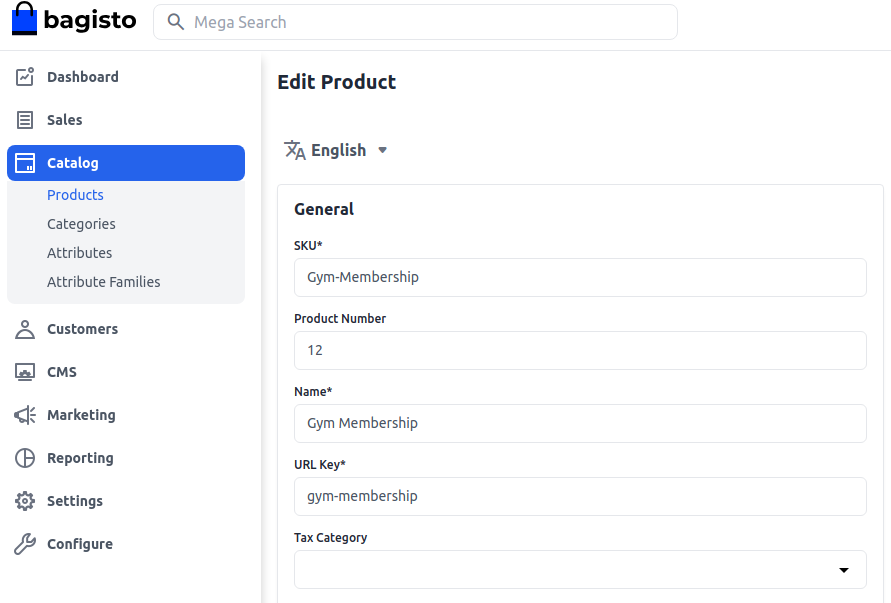 bagisto
Mega Search
Dashboard
Sales
Catalog
Products
Categories
Attributes
Attribute Families
Customers
CMS
Marketing
Reporting
Settings
Configure
Edit Product
English
General
SKU*
Gym-Membership
Product Number
12
Name*
Gym Membership
URL Key*
gym-membership
Tax Category